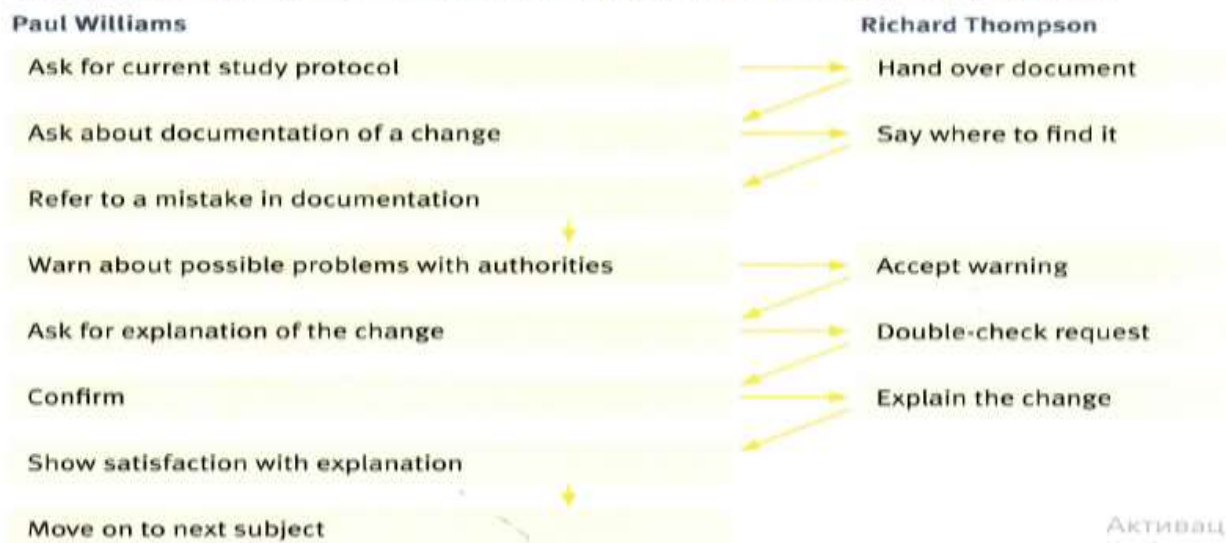 Paul Williams Richard Thompson
Ask for current study protocol Hand over document
Ask about documentation of a change Say where to find it
Refer to a mistake in documentation
Warn about possible problems with authorities Accept warning
Ask for explanation of the change Double-check request
Confirm Explain the change
Show satisfaction with explanation
Move on to next subject
Активац